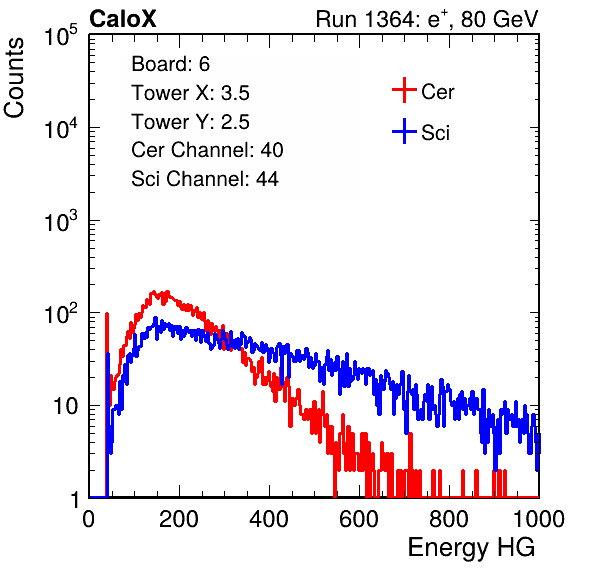 CaloX Run 1364: e⁺, 80 GeV
Counts
Board: 6
Tower X: 3.5
Tower Y: 2.5
Cer Channel: 40
Sci Channel: 44
Cer
Sci
10⁵
10⁴
10³
10²
10
1
0 200 400 600 800 1000
Energy HG